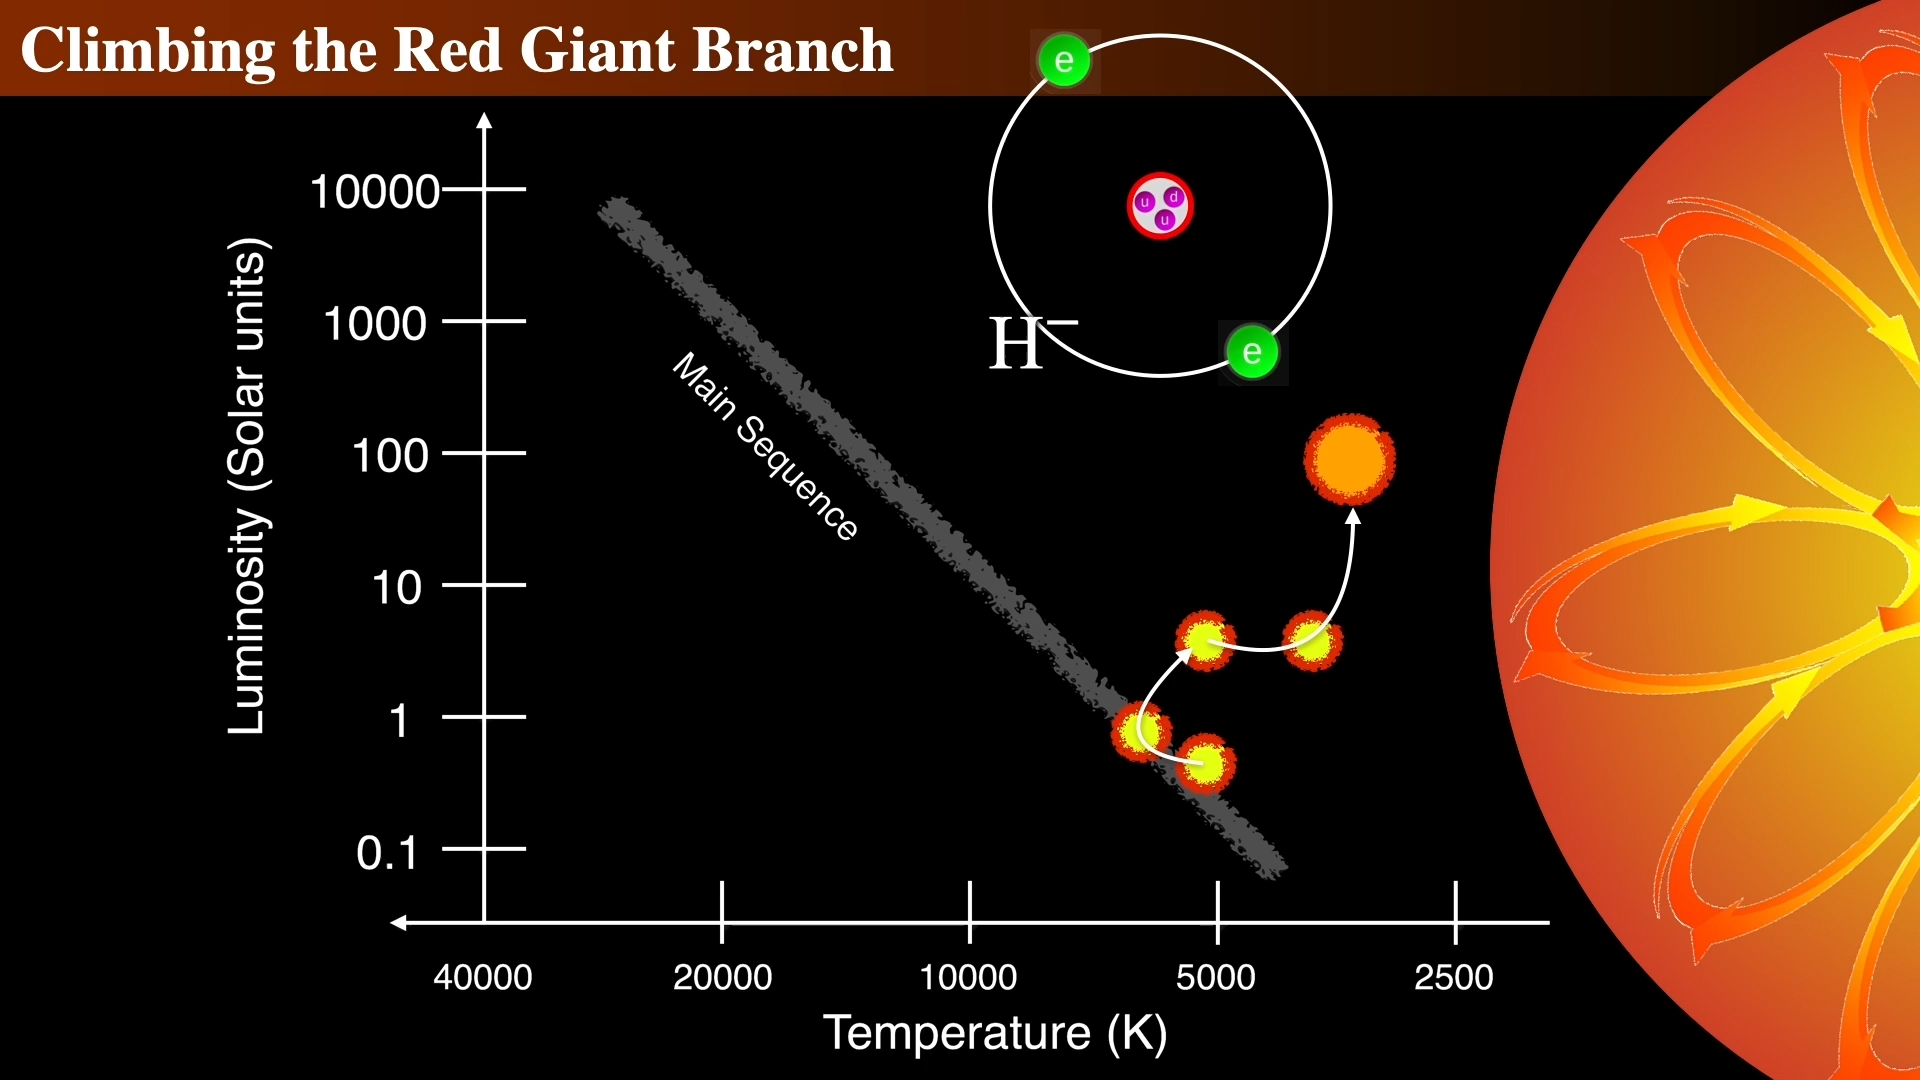 Climbing the Red Giant Branch
e
u
d
u
H⁻
e
Luminosity (Solar units)
10000
1000
100
10
1
0.1
Main Sequence
40000
20000
10000
5000
2500
Temperature (K)